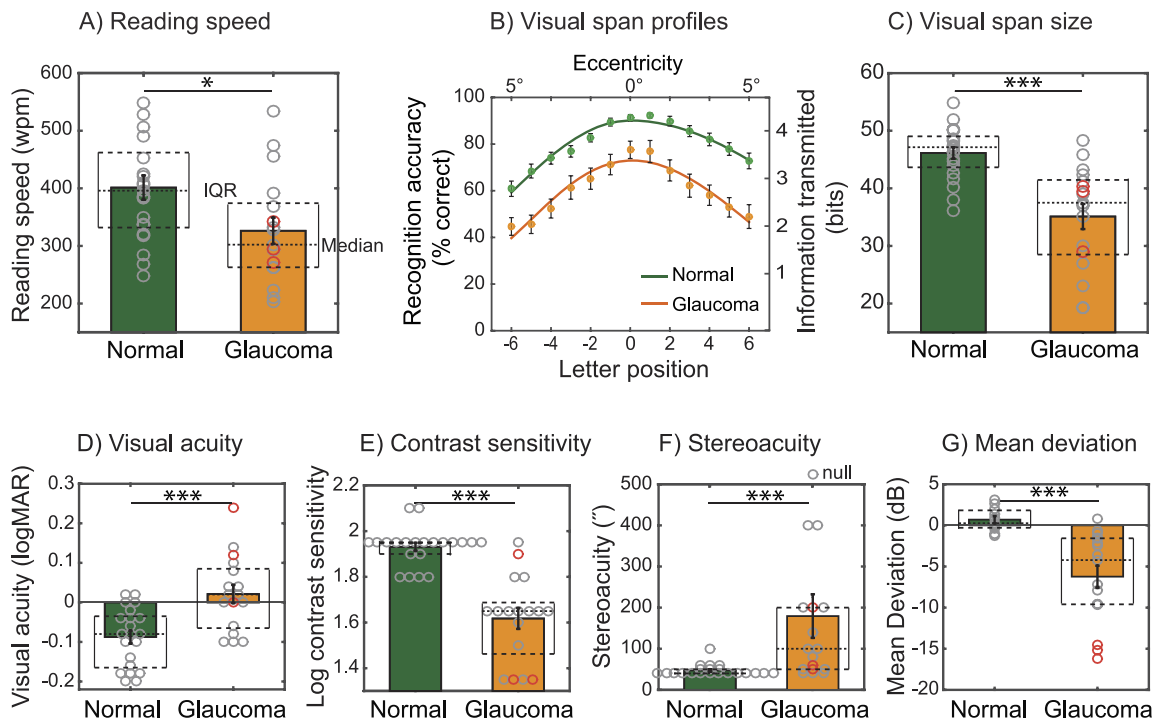 A) Reading speed
600
500
400
300
200
Reading speed (wpm)
*
IQR
Median
Normal
Glaucoma
B) Visual span profiles
Eccentricity
5°
0°
5°
100
80
60
40
20
0
Recognition accuracy
(% correct)
4
3
2
1
Information transmitted
(bits)
Normal
Glaucoma
-6
-4
-2
0
2
4
6
Letter position
C) Visual span size
60
50
40
30
20
***
Normal
Glaucoma
D) Visual acuity
0.3
0.2
0.1
0
-0.1
-0.2
Visual acuity (logMAR)
***
Normal
Glaucoma
E) Contrast sensitivity
2.2
2
1.8
1.6
1.4
Log contrast sensitivity
***
Normal
Glaucoma
F) Stereoacuity
500
400
300
200
100
0
Stereoacuity (˝)
null
***
Normal
Glaucoma
G) Mean deviation
5
0
-5
-10
-15
-20
Mean Deviation (dB)
***
Normal
Glaucoma